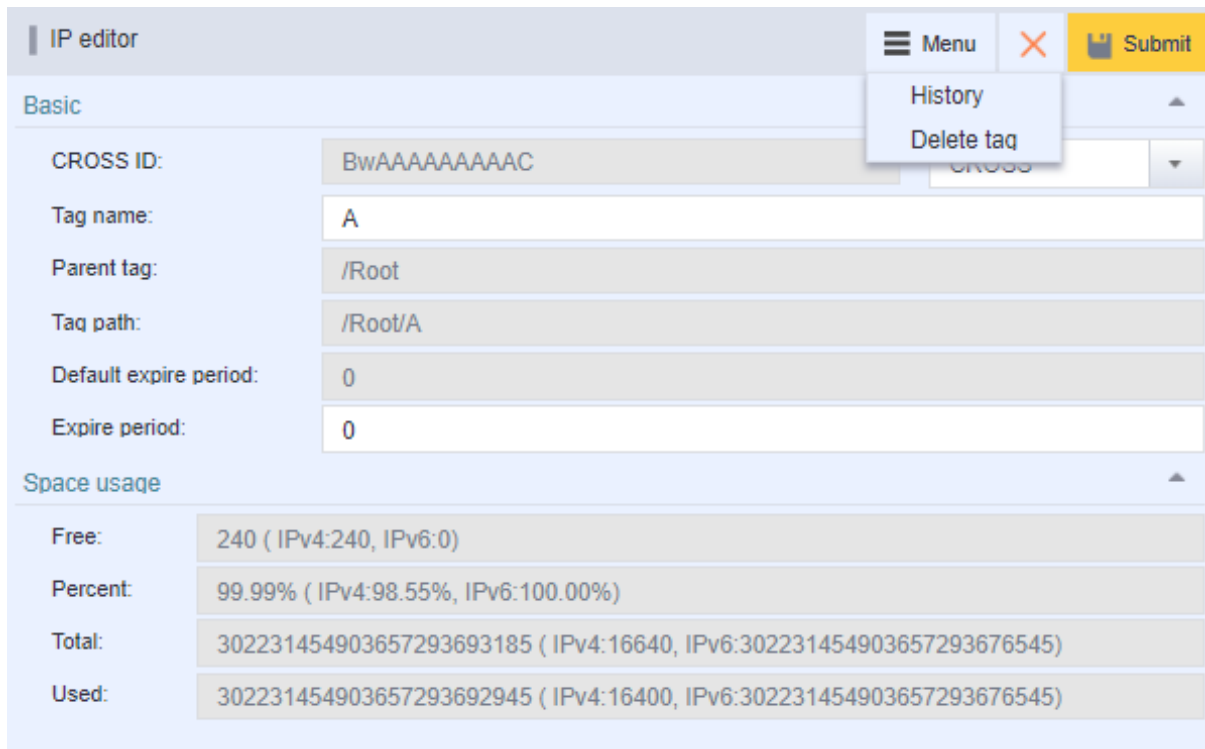 IP editor
Menu
Submit
History
Delete tag
Basic
CROSS ID: BwAAAAAAAAAC CROSS
Tag name: A
Parent tag: /Root
Tag path: /Root/A
Default expire period: 0
Expire period: 0
Space usage
Free: 240 ( IPv4:240, IPv6:0)
Percent: 99.99% ( IPv4:98.55%, IPv6:100.00%)
Total: 302231454903657293693185 ( IPv4:16640, IPv6:302231454903657293676545)
Used: 302231454903657293692945 ( IPv4:16400, IPv6:302231454903657293676545)